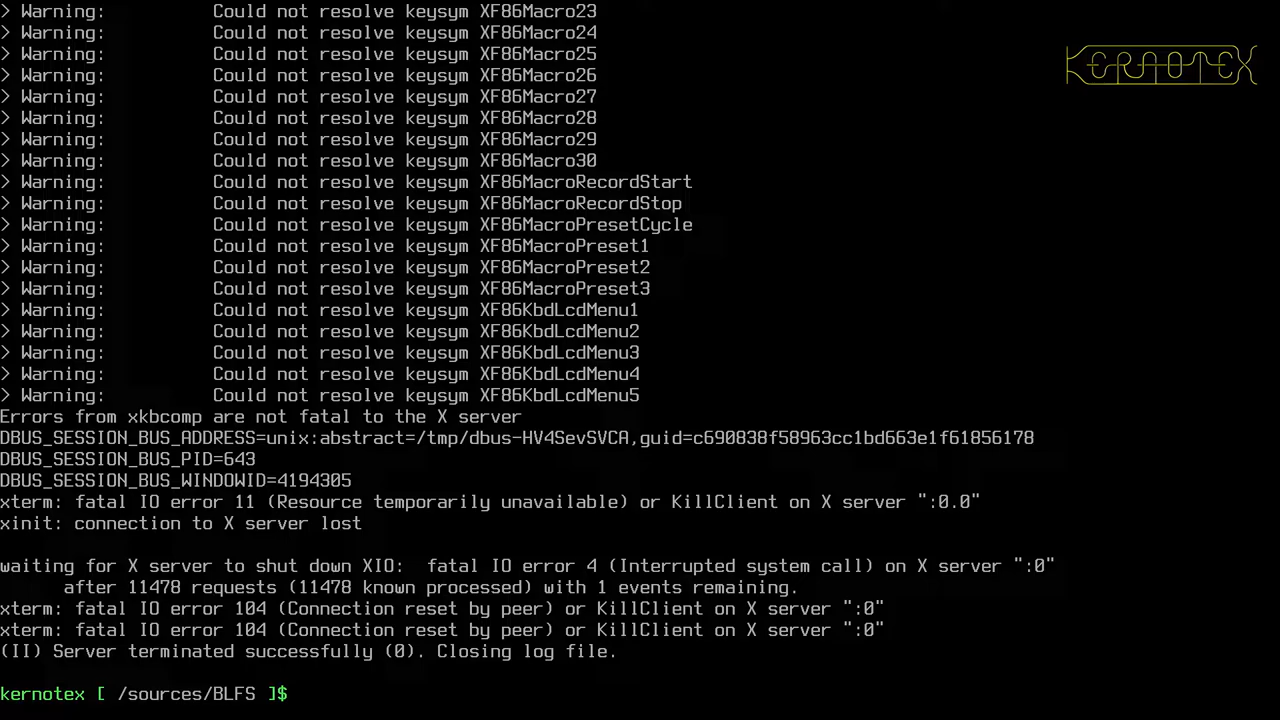 > Warning:          Could not resolve keysym XF86Macro23
> Warning:          Could not resolve keysym XF86Macro24
> Warning:          Could not resolve keysym XF86Macro25
> Warning:          Could not resolve keysym XF86Macro26
> Warning:          Could not resolve keysym XF86Macro27
> Warning:          Could not resolve keysym XF86Macro28
> Warning:          Could not resolve keysym XF86Macro29
> Warning:          Could not resolve keysym XF86Macro30
> Warning:          Could not resolve keysym XF86MacroRecordStart
> Warning:          Could not resolve keysym XF86MacroRecordStop
> Warning:          Could not resolve keysym XF86MacroPresetCycle
> Warning:          Could not resolve keysym XF86MacroPreset1
> Warning:          Could not resolve keysym XF86MacroPreset2
> Warning:          Could not resolve keysym XF86MacroPreset3
> Warning:          Could not resolve keysym XF86KbdLcdMenu1
> Warning:          Could not resolve keysym XF86KbdLcdMenu2
> Warning:          Could not resolve keysym XF86KbdLcdMenu3
> Warning:          Could not resolve keysym XF86KbdLcdMenu4
> Warning:          Could not resolve keysym XF86KbdLcdMenu5
Errors from xkbcomp are not fatal to the X server
DBUS_SESSION_BUS_ADDRESS=unix:abstract=/tmp/dbus-HV4SevSVCA,guid=c690838f58963cc1bd663e1f61856178
DBUS_SESSION_BUS_PID=643
DBUS_SESSION_BUS_WINDOWID=4194305
xterm: fatal IO error 11 (Resource temporarily unavailable) or KillClient on X server ":0.0"
xinit: connection to X server lost
waiting for X server to shut down XIO:  fatal IO error 4 (Interrupted system call) on X server ":0"
      after 11478 requests (11478 known processed) with 1 events remaining.
xterm: fatal IO error 104 (Connection reset by peer) or KillClient on X server ":0"
xterm: fatal IO error 104 (Connection reset by peer) or KillClient on X server ":0"
(II) Server terminated successfully (0). Closing log file.
kernotex [ /sources/BLFS ]$
KERNOTEX